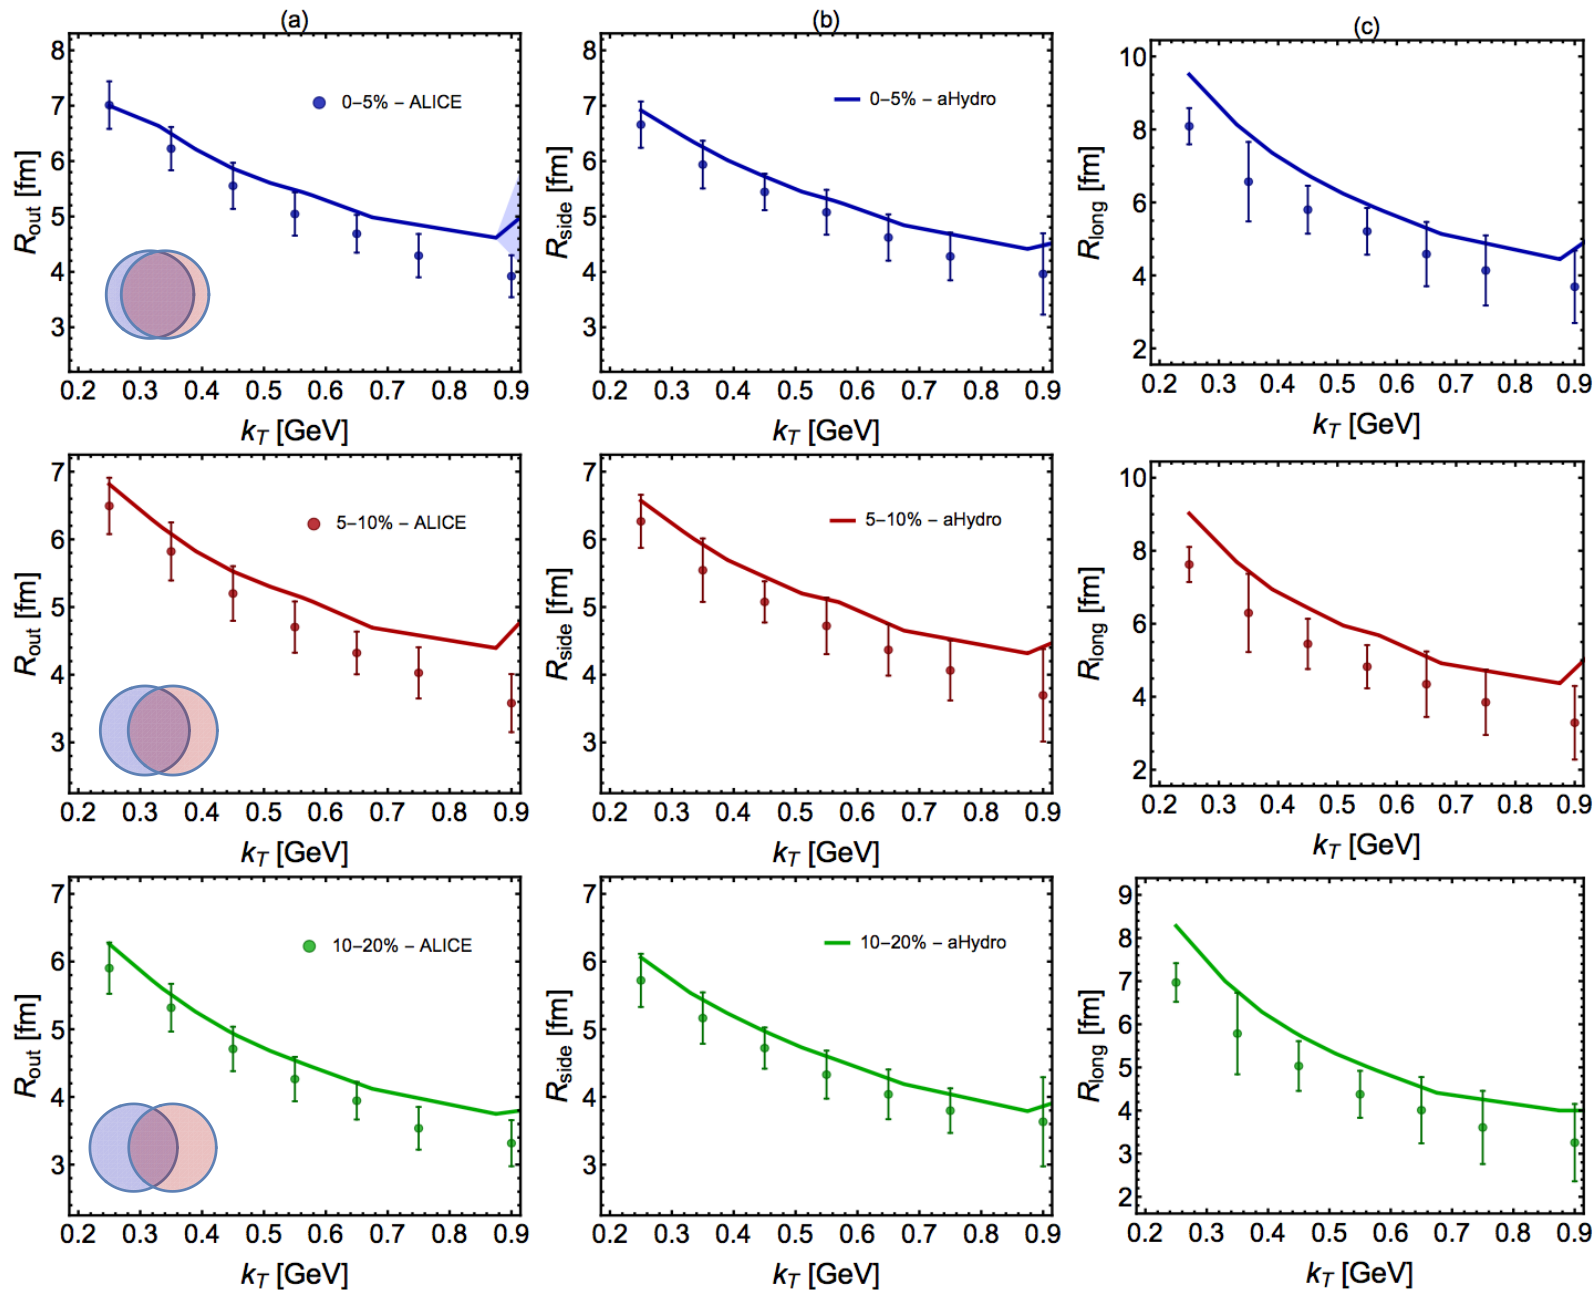 (a)
8
7
6
5
4
3
R_out [fm]
0–5% – ALICE
0.2 0.3 0.4 0.5 0.6 0.7 0.8 0.9
k_T [GeV]
(b)
8
7
6
5
4
3
R_side [fm]
0–5% – aHydro
0.2 0.3 0.4 0.5 0.6 0.7 0.8 0.9
k_T [GeV]
(c)
10
8
6
4
2
R_long [fm]
0.2 0.3 0.4 0.5 0.6 0.7 0.8 0.9
k_T [GeV]
7
6
5
4
3
R_out [fm]
5–10% – ALICE
0.2 0.3 0.4 0.5 0.6 0.7 0.8 0.9
k_T [GeV]
7
6
5
4
3
R_side [fm]
5–10% – aHydro
0.2 0.3 0.4 0.5 0.6 0.7 0.8 0.9
k_T [GeV]
10
8
6
4
2
R_long [fm]
0.2 0.3 0.4 0.5 0.6 0.7 0.8 0.9
k_T [GeV]
7
6
5
4
3
R_out [fm]
10–20% – ALICE
0.2 0.3 0.4 0.5 0.6 0.7 0.8 0.9
k_T [GeV]
7
6
5
4
3
R_side [fm]
10–20% – aHydro
0.2 0.3 0.4 0.5 0.6 0.7 0.8 0.9
k_T [GeV]
9
8
7
6
5
4
3
2
R_long [fm]
0.2 0.3 0.4 0.5 0.6 0.7 0.8 0.9
k_T [GeV]